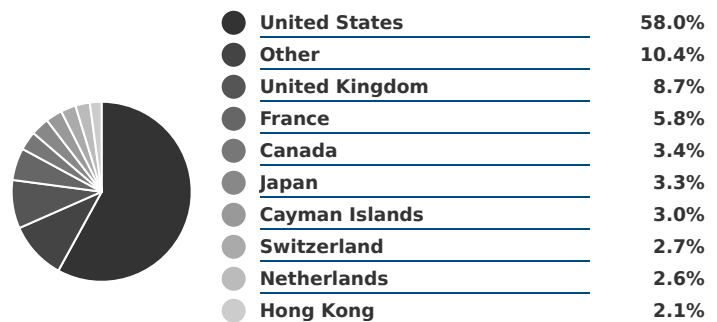 United States 58.0%
Other 10.4%
United Kingdom 8.7%
France 5.8%
Canada 3.4%
Japan 3.3%
Cayman Islands 3.0%
Switzerland 2.7%
Netherlands 2.6%
Hong Kong 2.1%